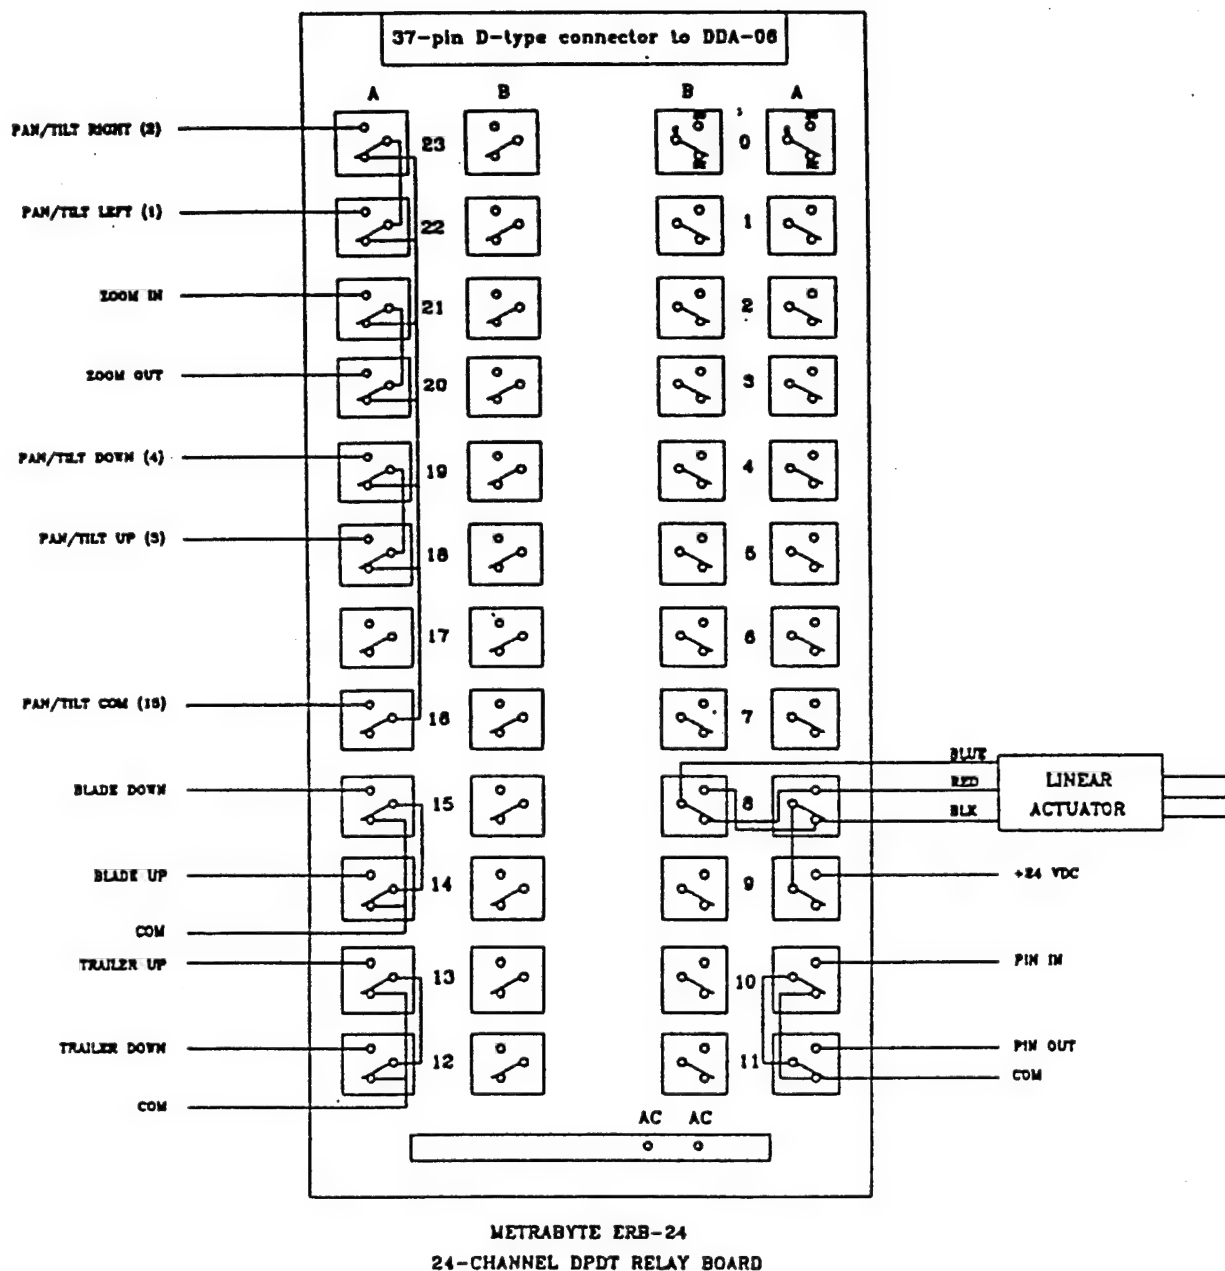 37-pin D-type connector to DDA-06
A B B A
PAN/TILT RIGHT (2) 23 0
PAN/TILT LEFT (1) 22 1
ZOOM IN 21 2
ZOOM OUT 20 3
PAN/TILT DOWN (4) 19 4
PAN/TILT UP (3) 18 5
17 6
PAN/TILT COM (15) 16 7
BLUE
BLADE DOWN 15 8 RED LINEAR
BLK ACTUATOR
BLADE UP 14 9 +24 VDC
COM
TRAILER UP 13 10 PIN IN
TRAILER DOWN 12 11 PIN OUT
COM
COM
AC AC
METRABYTE ERB-24
24-CHANNEL DPDT RELAY BOARD